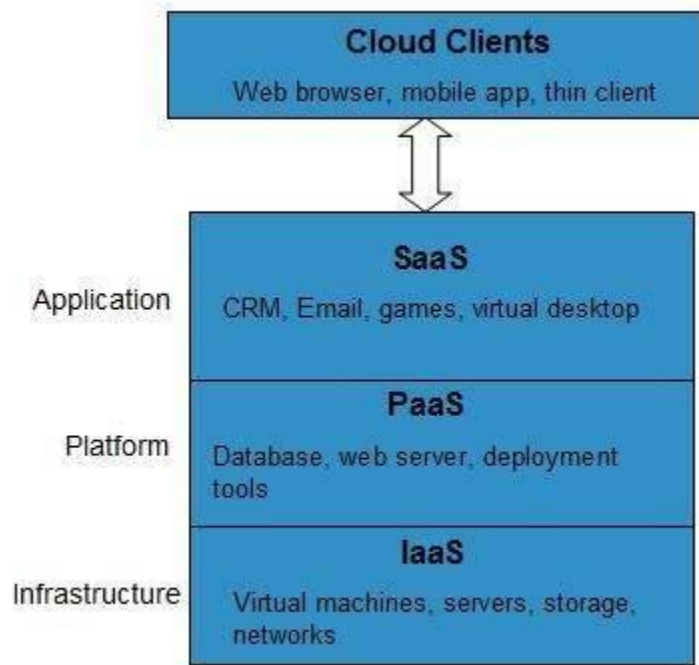 Cloud Clients
Web browser, mobile app, thin client
SaaS
Application
CRM, Email, games, virtual desktop
PaaS
Platform
Database, web server, deployment
tools
IaaS
Infrastructure
Virtual machines, servers, storage,
networks